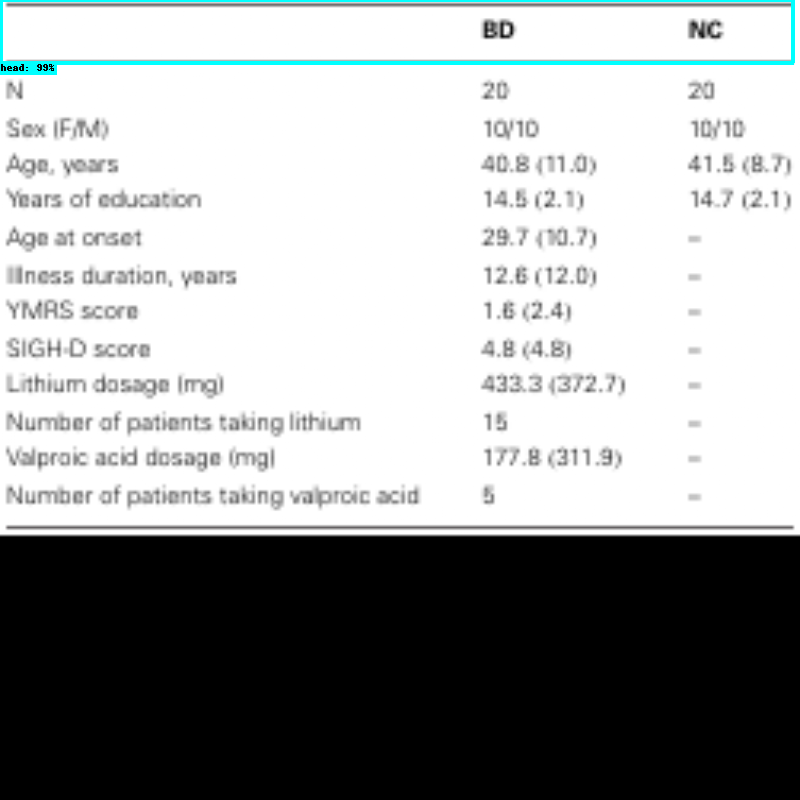 BD NC
head: 99%
N 20 20
Sex (F/M) 10/10 10/10
Age, years 40.8 (11.0) 41.5 (8.7)
Years of education 14.5 (2.1) 14.7 (2.1)
Age at onset 29.7 (10.7) –
Illness duration, years 12.6 (12.0) –
YMRS score 1.6 (2.4) –
SIGH-D score 4.8 (4.8) –
Lithium dosage (mg) 433.3 (372.7) –
Number of patients taking lithium 15 –
Valproic acid dosage (mg) 177.8 (311.9) –
Number of patients taking valproic acid 5 –